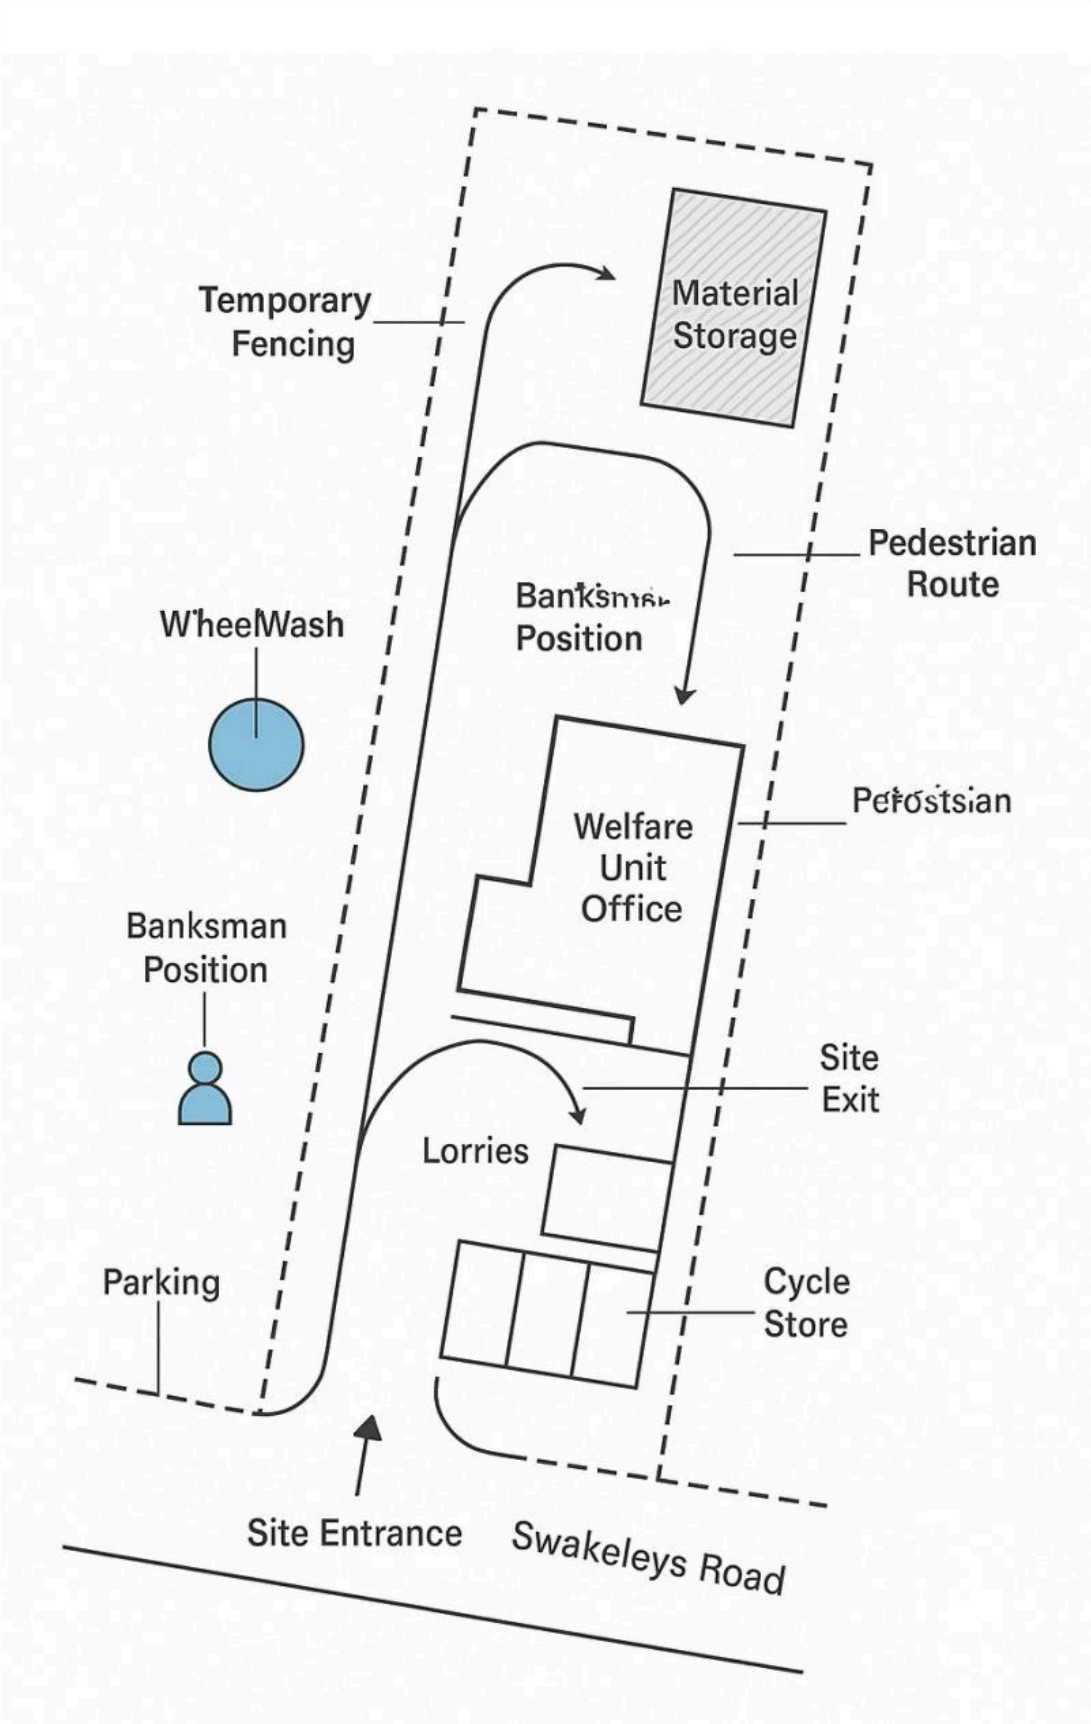 Material
Storage
Temporary
Fencing
Pedestrian
Route
Position
WheelWash
Welfare
Unit
Office
Banksman
Position
Site
Exit
Lorries
Parking
Cycle
Store
Site Entrance
Swakeleys Road